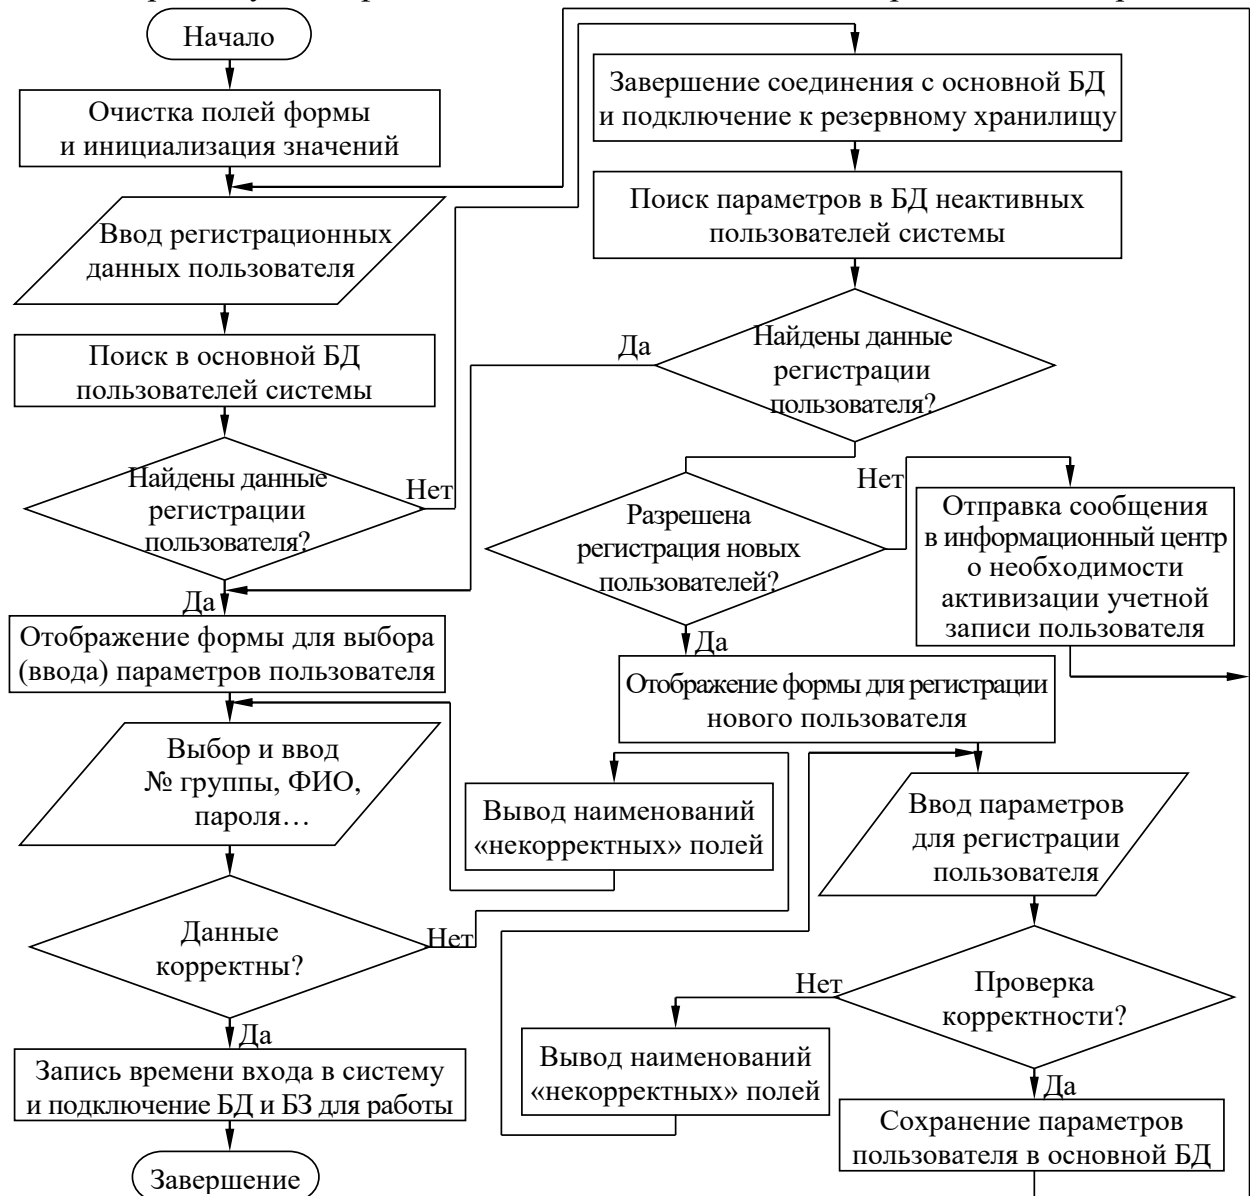 Начало
Очистка полей формы
и инициализация значений
Ввод регистрационных
данных пользователя
Поиск в основной БД
пользователей системы
Найдены данные
регистрации
пользователя?
Нет
Да
Отображение формы для выбора
(ввода) параметров пользователя
Выбор и ввод
№ группы, ФИО,
пароля…
Данные
корректны?
Нет
Да
Запись времени входа в систему
и подключение БД и БЗ для работы
Завершение
Завершение соединения с основной БД
и подключение к резервному хранилищу
Поиск параметров в БД неактивных
пользователей системы
Да
Найдены данные
регистрации
пользователя?
Разрешена
регистрация новых
пользователей?
Нет
Отправка сообщения
в информационный центр
о необходимости
активизации учетной
записи пользователя
Да
Отображение формы для регистрации
нового пользователя
Вывод наименований
«некорректных» полей
Ввод параметров
для регистрации
пользователя
Проверка
корректности?
Нет
Вывод наименований
«некорректных» полей
Да
Сохранение параметров
пользователя в основной БД